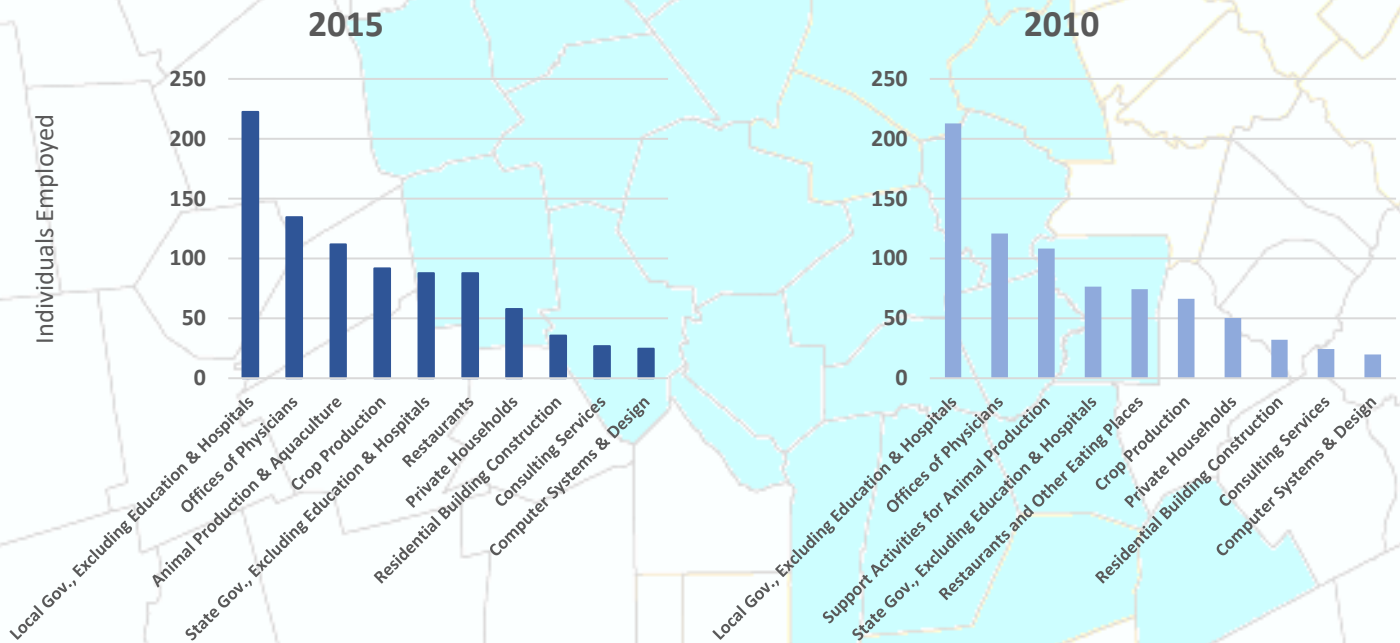 2015
Individuals Employed
250
200
150
100
50
0
Local Gov., Excluding Education & Hospitals
Offices of Physicians
Animal Production & Aquaculture
Crop Production
State Gov., Excluding Education & Hospitals
Restaurants
Private Households
Residential Building Construction
Consulting Services
Computer Systems & Design
2010
250
200
150
100
50
0
Local Gov., Excluding Education & Hospitals
Offices of Physicians
Support Activities for Animal Production
State Gov., Excluding Education & Hospitals
Restaurants and Other Eating Places
Crop Production
Private Households
Residential Building Construction
Consulting Services
Computer Systems & Design